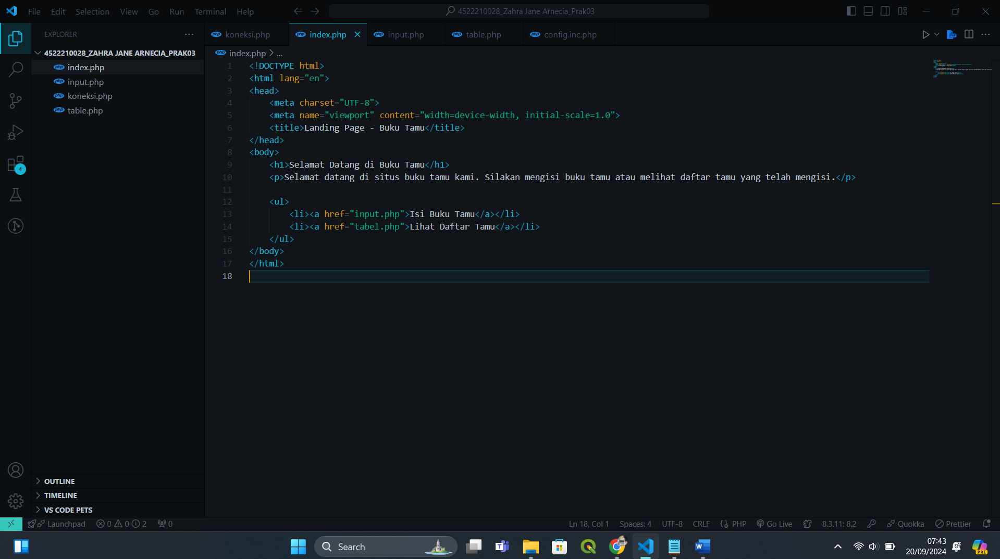 File Edit Selection View Go Run Terminal Help
4522210028_Zahra Jane Arnecia_Prak03
EXPLORER
4522210028_ZAHRA JANE ARNECIA_PRAK03
index.php
input.php
koneksi.php
table.php
OUTLINE
TIMELINE
VS CODE PETS
4
koneksi.php index.php input.php table.php config.inc.php
index.php > ...
1 <!DOCTYPE html>
2 <html lang="en">
3 <head>
4     <meta charset="UTF-8">
5     <meta name="viewport" content="width=device-width, initial-scale=1.0">
6     <title>Landing Page - Buku Tamu</title>
7 </head>
8 <body>
9     <h1>Selamat Datang di Buku Tamu</h1>
10     <p>Selamat datang di situs buku tamu kami. Silakan mengisi buku tamu atau melihat daftar tamu yang telah mengisi.</p>
11
12     <ul>
13         <li><a href="input.php">Isi Buku Tamu</a></li>
14         <li><a href="tabel.php">Lihat Daftar Tamu</a></li>
15     </ul>
16 </body>
17 </html>
18
Launchpad 0 0 2 0 Ln 18, Col 1 Spaces: 4 UTF-8 CRLF PHP Go Live 8.3.11: 8.2 Quokka Prettier
Search
07:43
20/09/2024
PRE